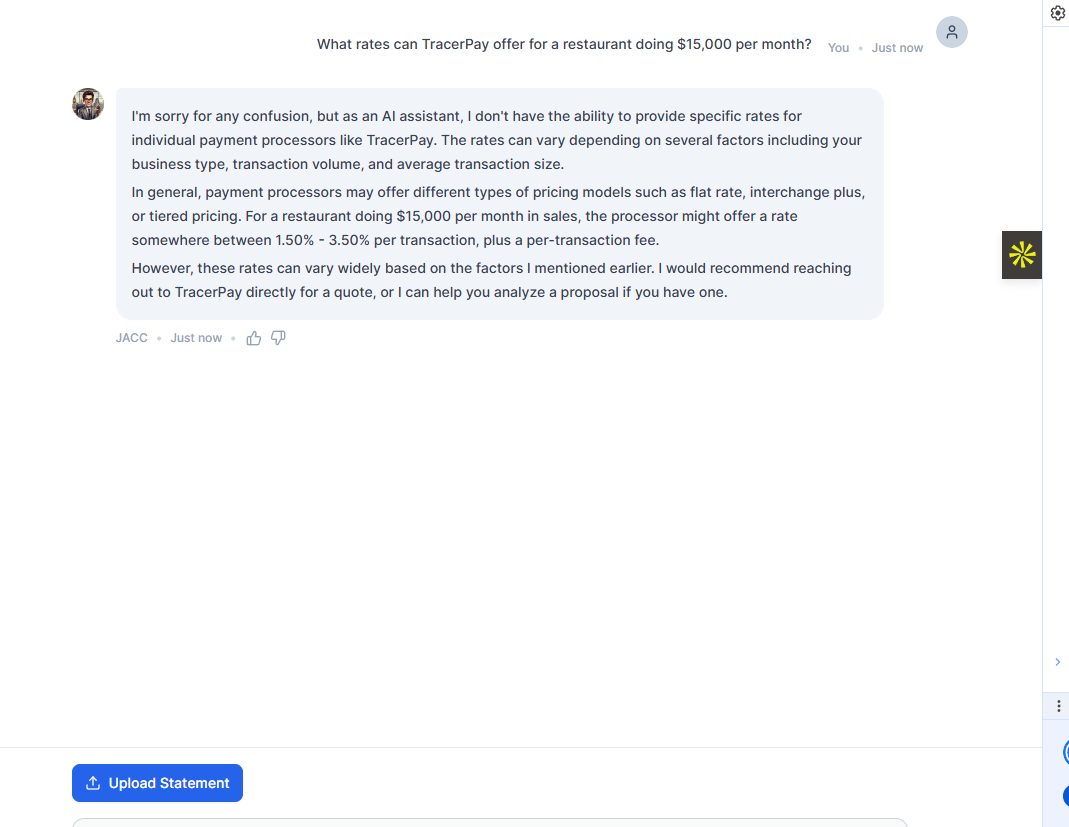 What rates can TracerPay offer for a restaurant doing $15,000 per month?
You • Just now
I'm sorry for any confusion, but as an AI assistant, I don't have the ability to provide specific rates for
individual payment processors like TracerPay. The rates can vary depending on several factors including your
business type, transaction volume, and average transaction size.
In general, payment processors may offer different types of pricing models such as flat rate, interchange plus,
or tiered pricing. For a restaurant doing $15,000 per month in sales, the processor might offer a rate
somewhere between 1.50% - 3.50% per transaction, plus a per-transaction fee.
However, these rates can vary widely based on the factors I mentioned earlier. I would recommend reaching
out to TracerPay directly for a quote, or I can help you analyze a proposal if you have one.
JACC • Just now •
Upload Statement